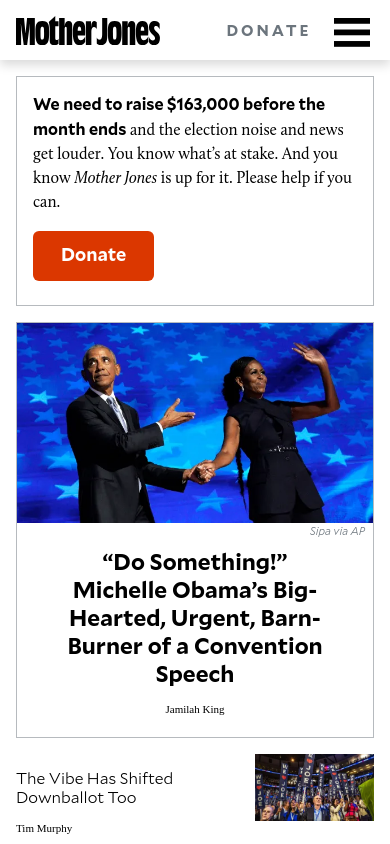 Mother Jones
DONATE
We need to raise $163,000 before the
month ends and the election noise and news
get louder. You know what’s at stake. And you
know Mother Jones is up for it. Please help if you
can.
Donate
Sipa via AP
“Do Something!”
Michelle Obama’s Big-
Hearted, Urgent, Barn-
Burner of a Convention
Speech
Jamilah King
The Vibe Has Shifted
Downballot Too
Tim Murphy